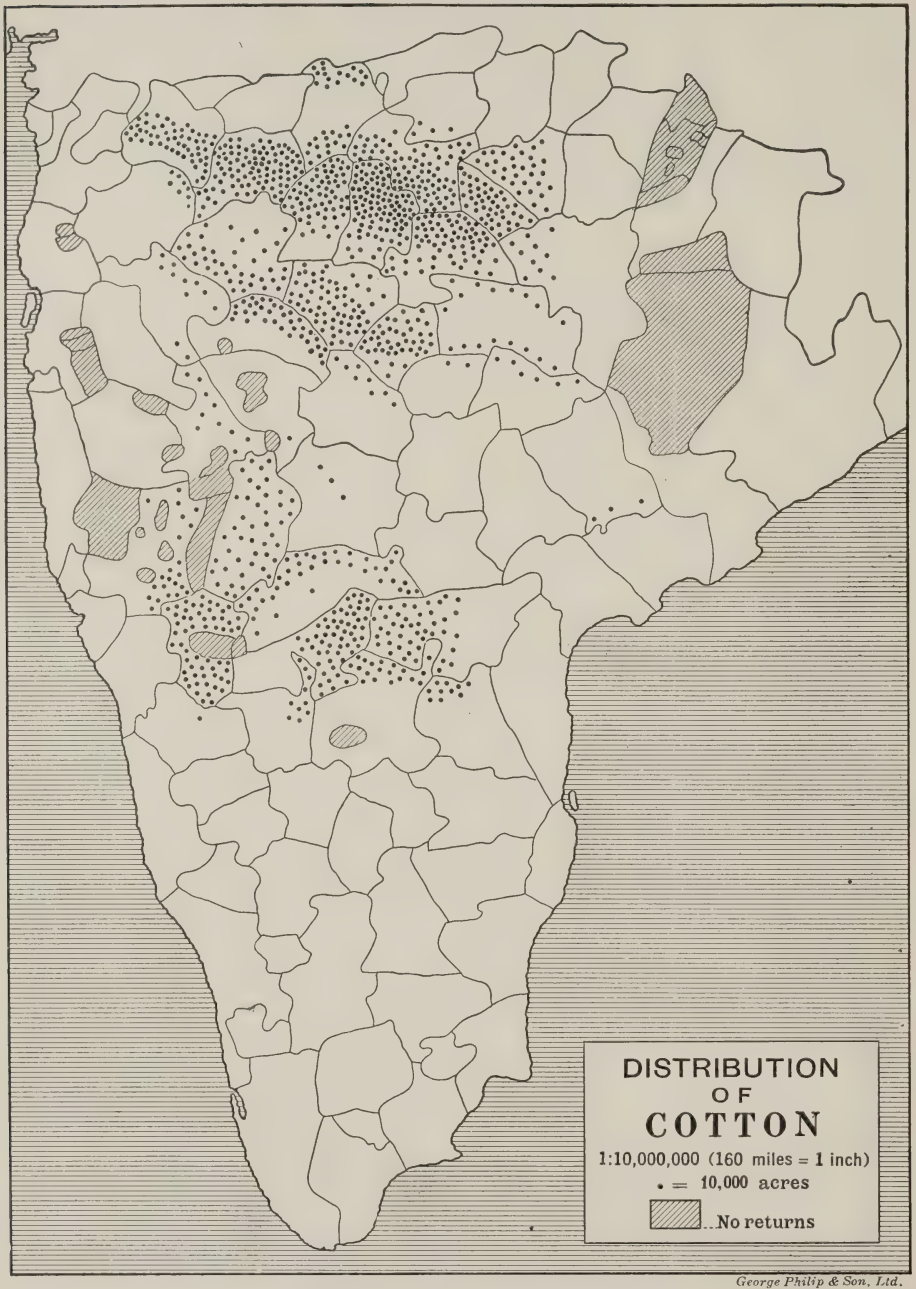 DISTRIBUTION
OF
COTTON
1:10,000,000 (160 miles = 1 inch)
. = 10,000 acres
...No returns
George Philip & Son, Ltd.